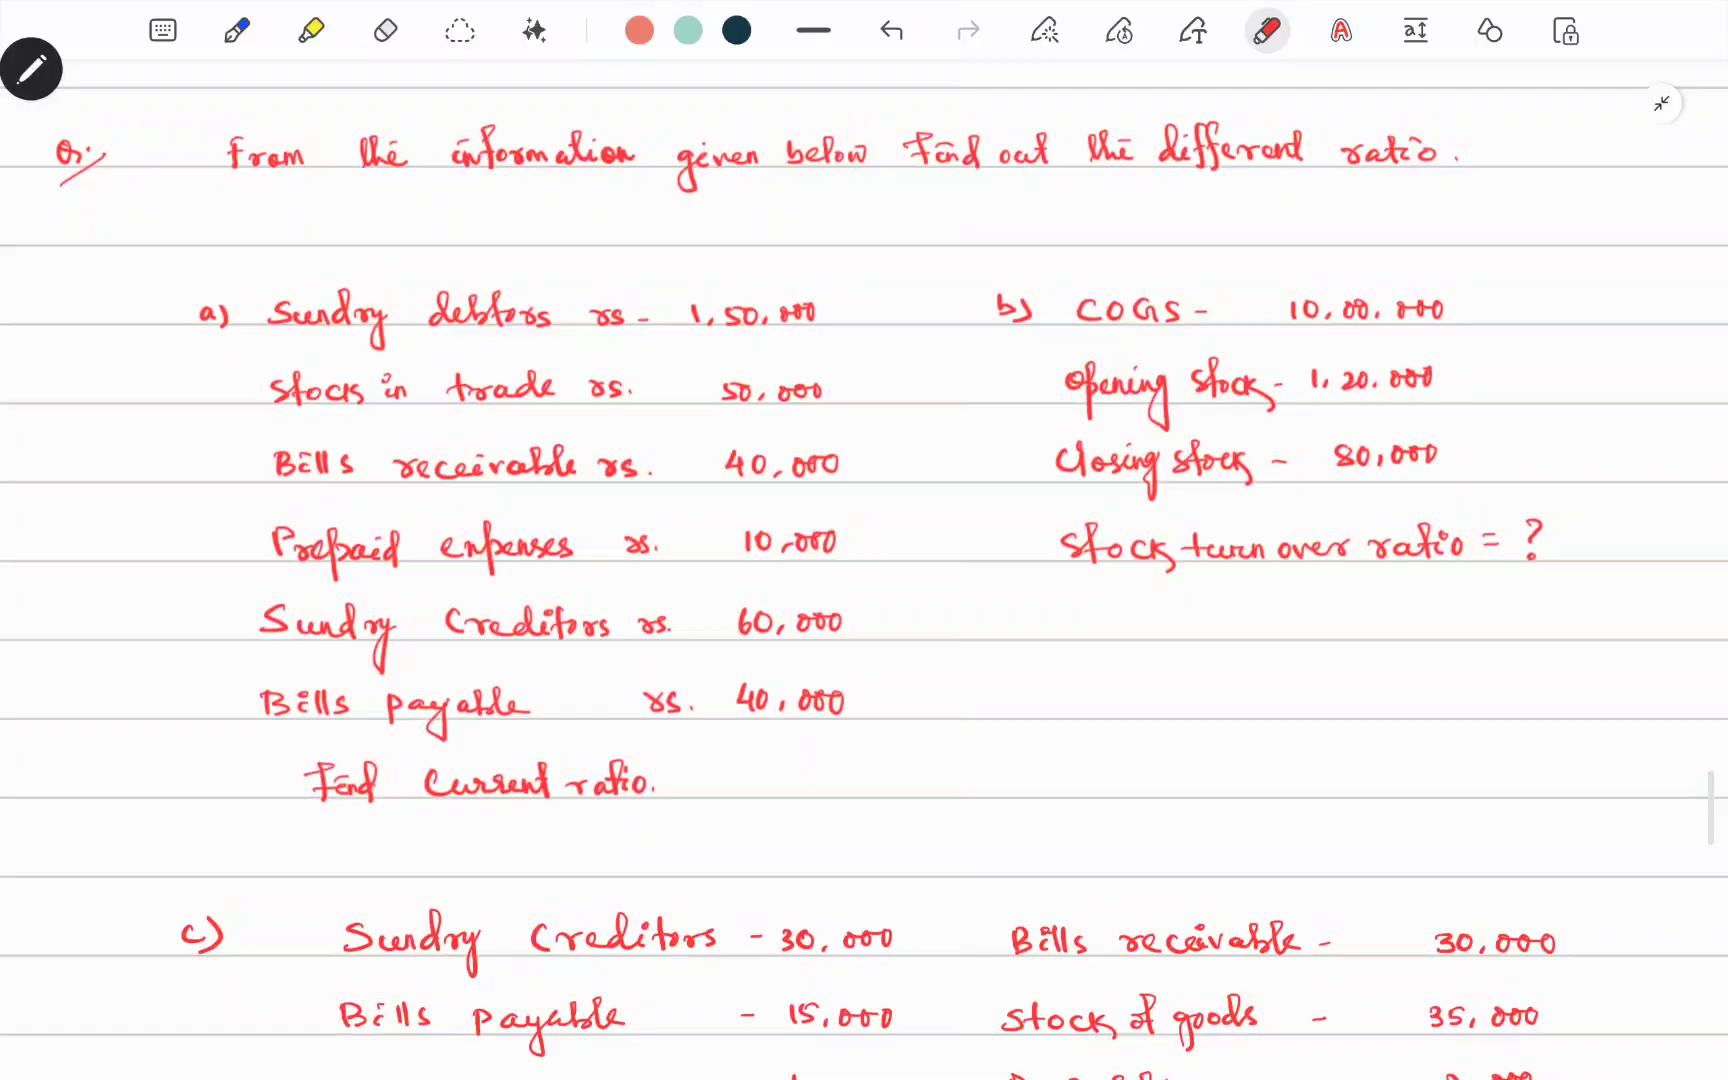 Q. From the information given below find out the different ratio.
a) Sundry debtors rs - 1,50,000
Stock in trade rs. 50,000
Bills receivable rs. 40,000
Prepaid expenses rs. 10,000
Sundry Creditors rs. 60,000
Bills payable rs. 40,000
Find Current ratio.
b) COGS - 10,00,000
Opening stock - 1,20,000
Closing stock - 80,000
Stock turn over ratio = ?
c) Sundry Creditors - 30,000 Bills receivable - 30,000
Bills payable - 15,000 Stock of goods - 35,000